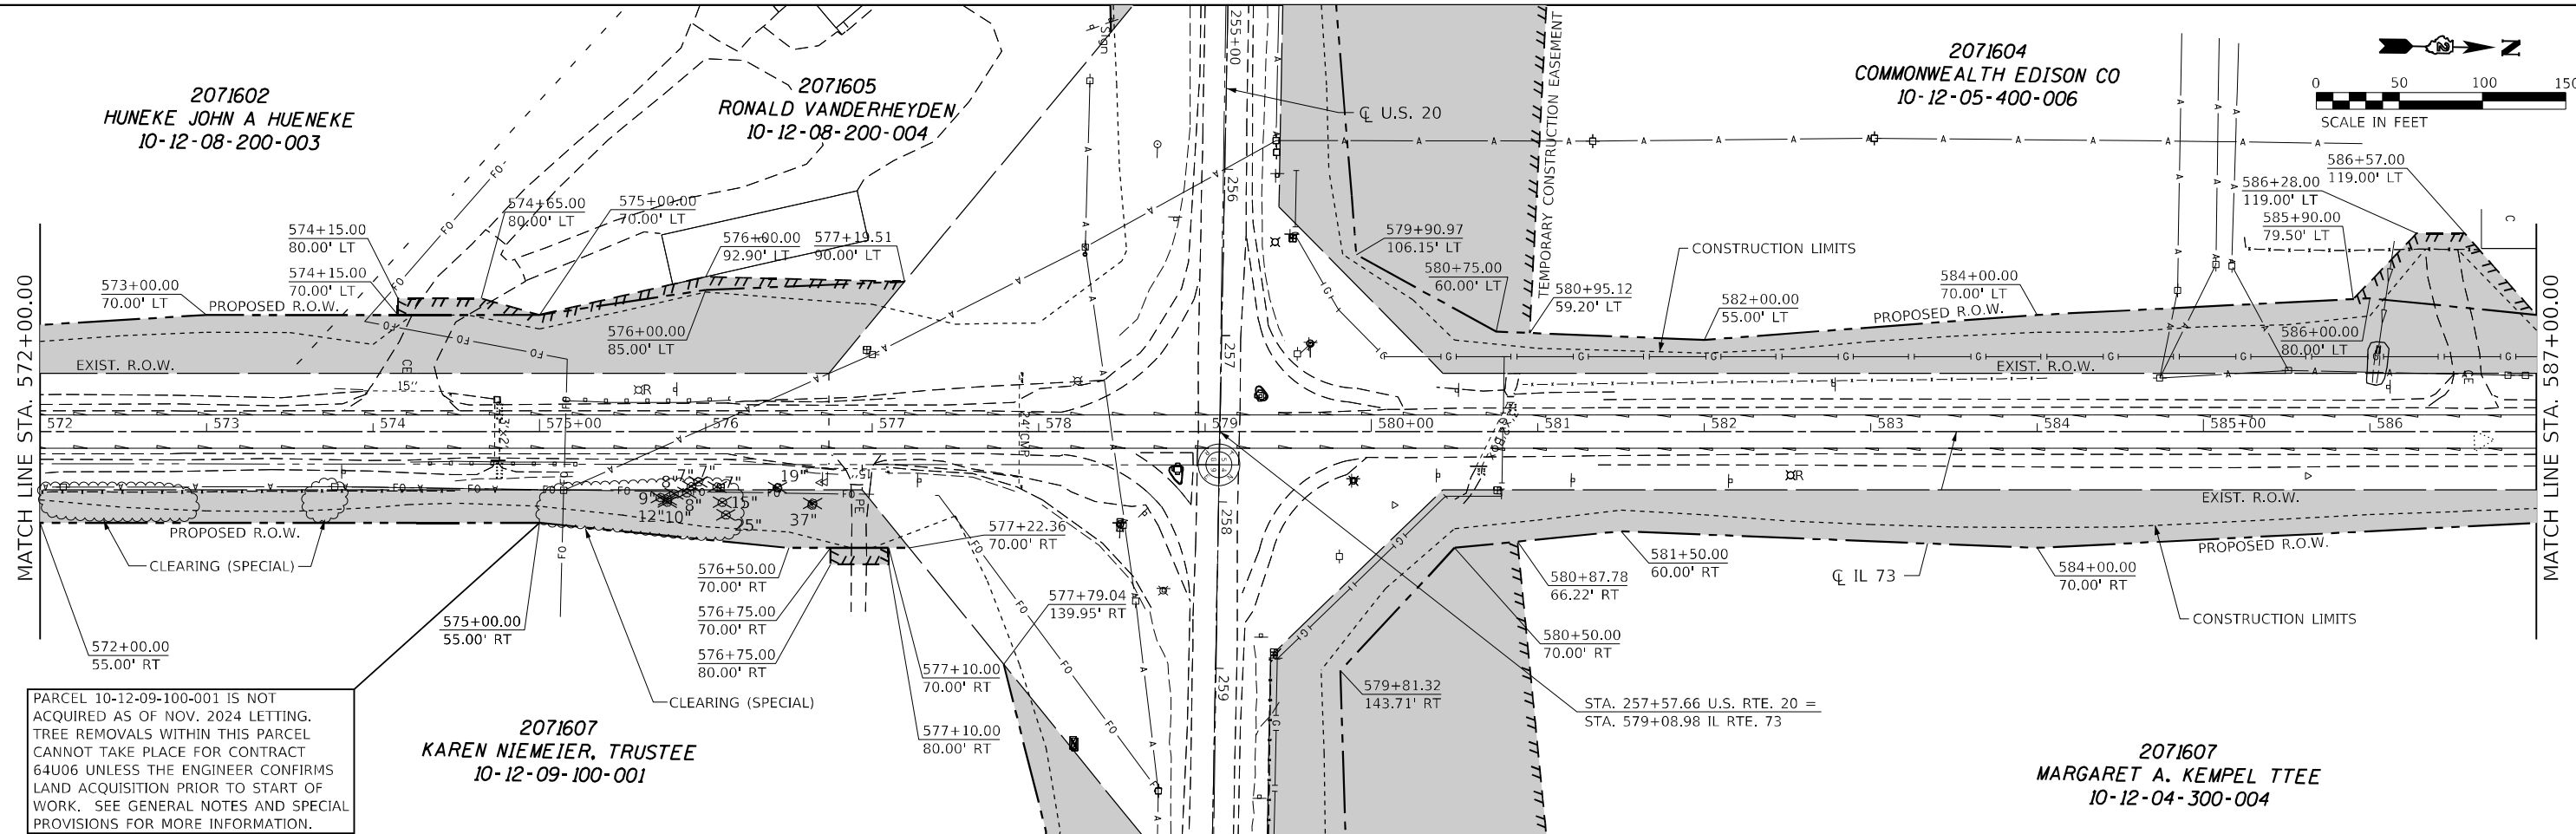 2071602
HUNEKE JOHN A HUENEKE
10-12-08-200-003
2071605
RONALD VANDERHEYDEN
10-12-08-200-004
SIGN
255+00
℄ U.S. 20
TEMPORARY CONSTRUCTION EASEMENT
2071604
COMMONWEALTH EDISON CO
10-12-05-400-006
N
0 50 100 150
SCALE IN FEET
586+57.00
119.00' LT
586+28.00
119.00' LT
585+90.00
79.50' LT
586+00.00
80.00' LT
574+15.00
80.00' LT
574+15.00
70.00' LT
573+00.00
70.00' LT
574+65.00
80.00' LT
575+00.00
70.00' LT
576+00.00
92.90' LT
577+19.51
90.00' LT
576+00.00
85.00' LT
256
257
579+90.97
106.15' LT
580+75.00
60.00' LT
580+95.12
59.20' LT
CONSTRUCTION LIMITS
582+00.00
55.00' LT
584+00.00
70.00' LT
PROPOSED R.O.W.
PROPOSED R.O.W.
EXIST. R.O.W.
EXIST. R.O.W.
MATCH LINE STA. 572+00.00
MATCH LINE STA. 587+00.00
CE
15"
CE
572 573 574 575+00 576 577 578 579 580+00 581 582 583 584 585+00 586
8" 7" 7" 7" 19"
9" 8" 15"
12" 10" 25" 37"
PE
EXIST. R.O.W.
PROPOSED R.O.W.
PROPOSED R.O.W.
CLEARING (SPECIAL)
CLEARING (SPECIAL)
572+00.00
55.00' RT
575+00.00
55.00' RT
576+50.00
70.00' RT
576+75.00
70.00' RT
576+75.00
80.00' RT
577+22.36
70.00' RT
577+79.04
139.95' RT
577+10.00
70.00' RT
577+10.00
80.00' RT
258
259
579+81.32
143.71' RT
580+50.00
70.00' RT
580+87.78
66.22' RT
581+50.00
60.00' RT
℄ IL 73
584+00.00
70.00' RT
CONSTRUCTION LIMITS
STA. 257+57.66 U.S. RTE. 20 =
STA. 579+08.98 IL RTE. 73
PARCEL 10-12-09-100-001 IS NOT
ACQUIRED AS OF NOV. 2024 LETTING.
TREE REMOVALS WITHIN THIS PARCEL
CANNOT TAKE PLACE FOR CONTRACT
64U06 UNLESS THE ENGINEER CONFIRMS
LAND ACQUISITION PRIOR TO START OF
WORK. SEE GENERAL NOTES AND SPECIAL
PROVISIONS FOR MORE INFORMATION.
2071607
KAREN NIEMEIER, TRUSTEE
10-12-09-100-001
2071607
MARGARET A. KEMPEL TTEE
10-12-04-300-004